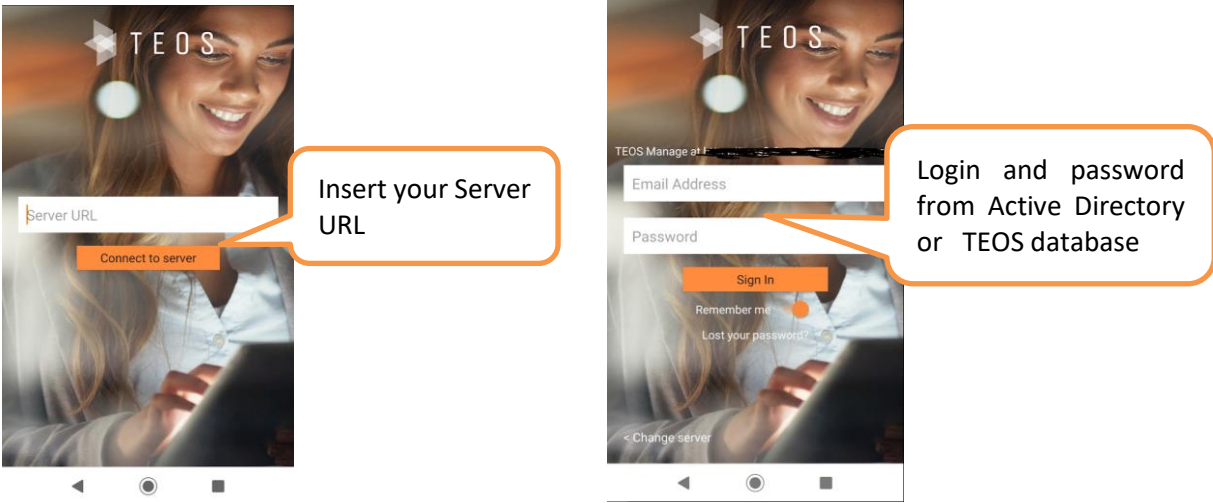 TEOS
Server URL
Connect to server
Insert your Server
URL
TEOS
TEOS Manage at
Email Address
Password
Sign In
Remember me
Lost your password?
< Change server
Login and password
from Active Directory
or TEOS database